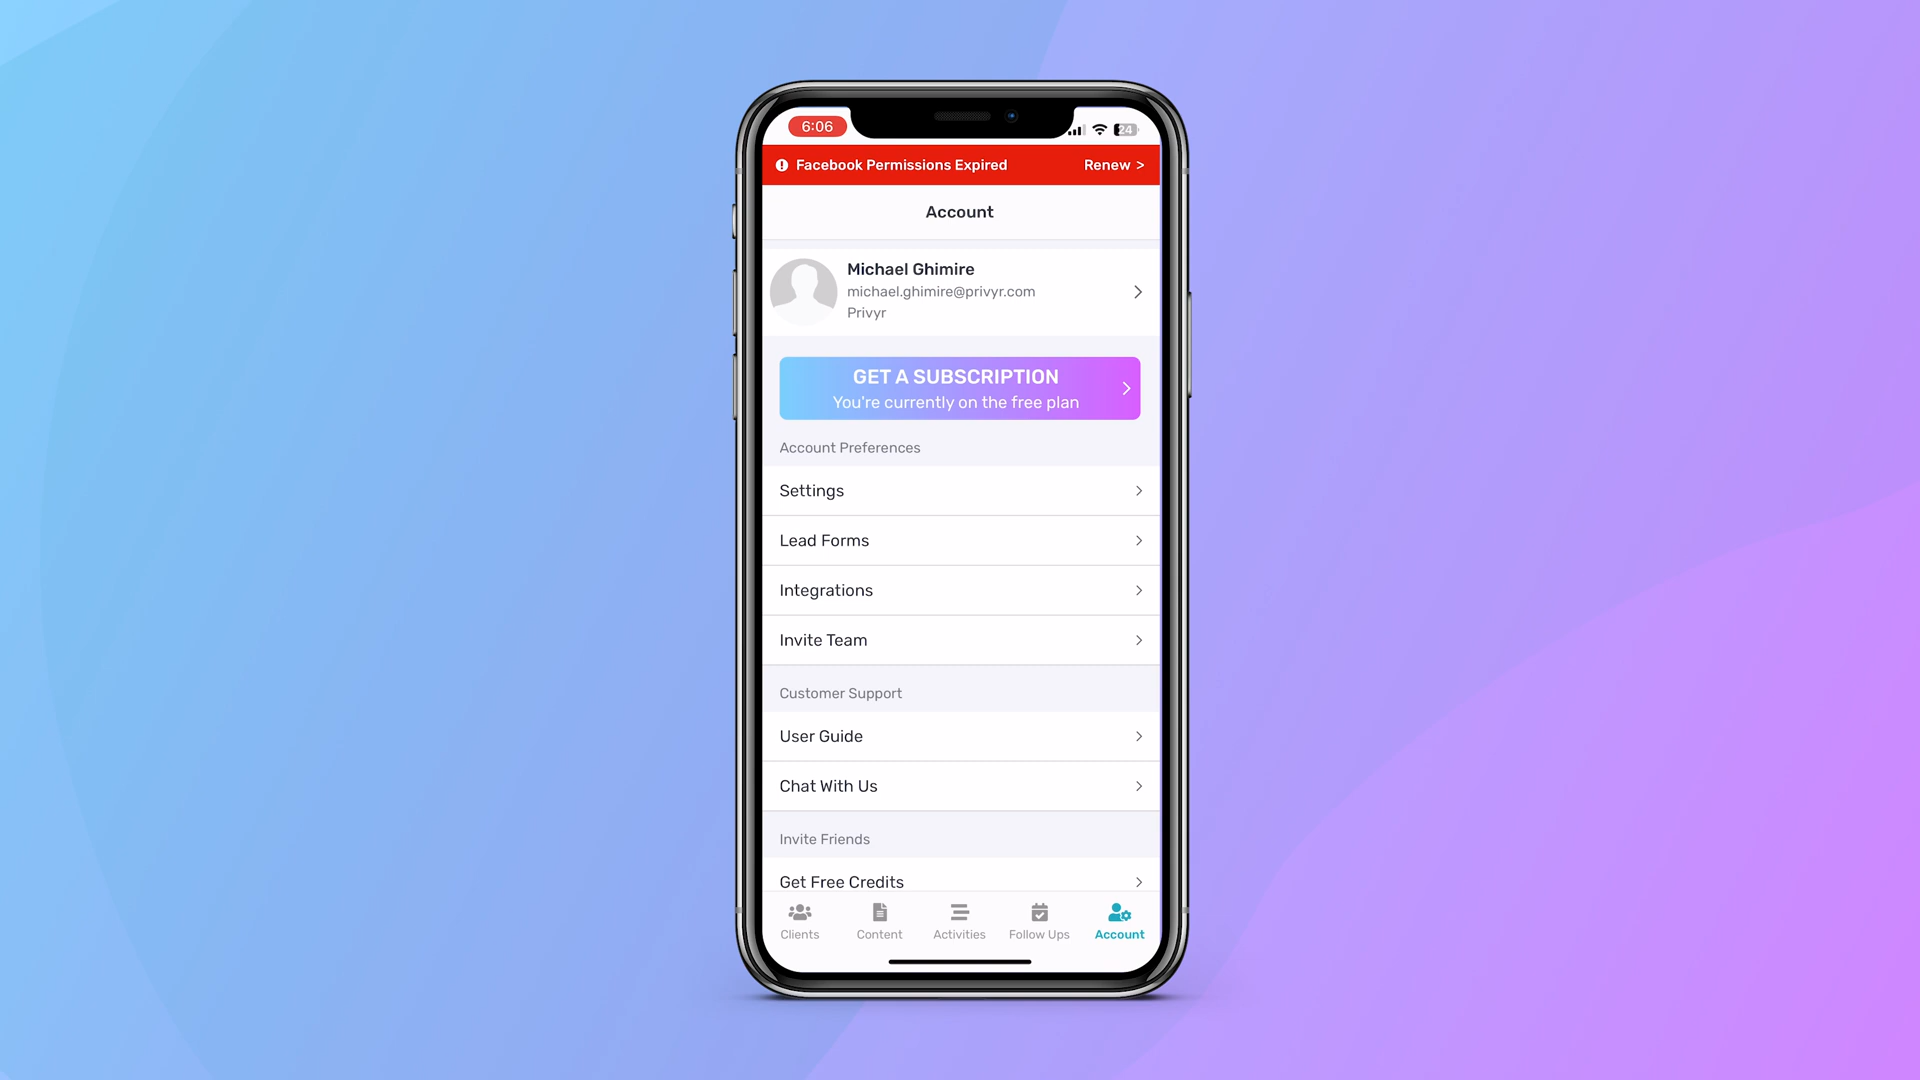 6:06
24
Facebook Permissions Expired Renew >
Account
Michael Ghimire
michael.ghimire@privyr.com
Privyr
GET A SUBSCRIPTION
You're currently on the free plan
Account Preferences
Settings
Lead Forms
Integrations
Invite Team
Customer Support
User Guide
Chat With Us
Invite Friends
Get Free Credits
Clients Content Activities Follow Ups Account